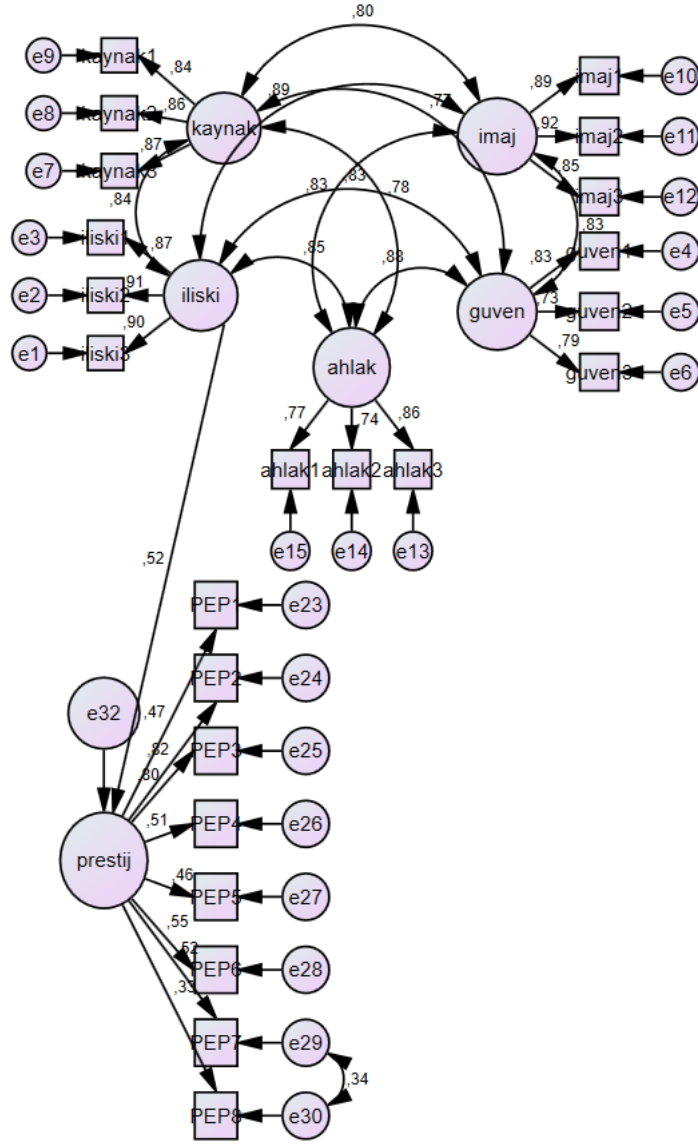 ,80
e9
kaynak1
,84
,89
,77
,89
imaj1
e10
e8
kaynak2
,86
kaynak
imaj
,92
imaj2
e11
e7
kaynak3
,87
,83
,83
,78
,85
imaj3
e12
,84
,83
e3
iliski1
,87
,85
,88
,83
guven1
e4
e2
iliski2
,91
iliski
guven
,73
guven2
e5
e1
iliski3
,90
,79
guven3
e6
ahlak
,77
,74
,86
ahlak1
ahlak2
ahlak3
e15
e14
e13
,52
PEP1
e23
e32
,47
PEP2
e24
,82
PEP3
e25
,80
,51
PEP4
e26
prestij
,46
PEP5
e27
,55
,52
PEP6
e28
,33
PEP7
e29
,34
PEP8
e30